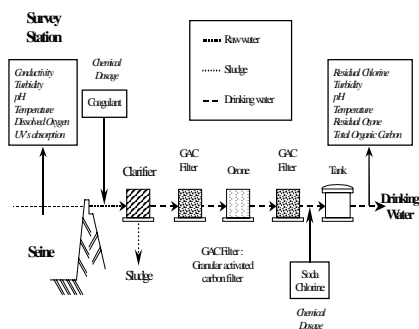 Survey
Station
Conductivity
Turbidity
pH
Temperature
Dissolved Oxygen
UV's absorption
Chemical
Dosage
Coagulant
Raw water
Sludge
Drinking water
Residual Chlorine
Turbidity
pH
Temperature
Residual Ozone
Total Organic Carbon
Clarifier
GAC
Filter
Ozone
GAC
Filter
Tank
Drinking
Water
Seine
Sludge
GAC Filter :
Granular activated
carbon filter
Soda
Chlorine
Chemical
Dosage